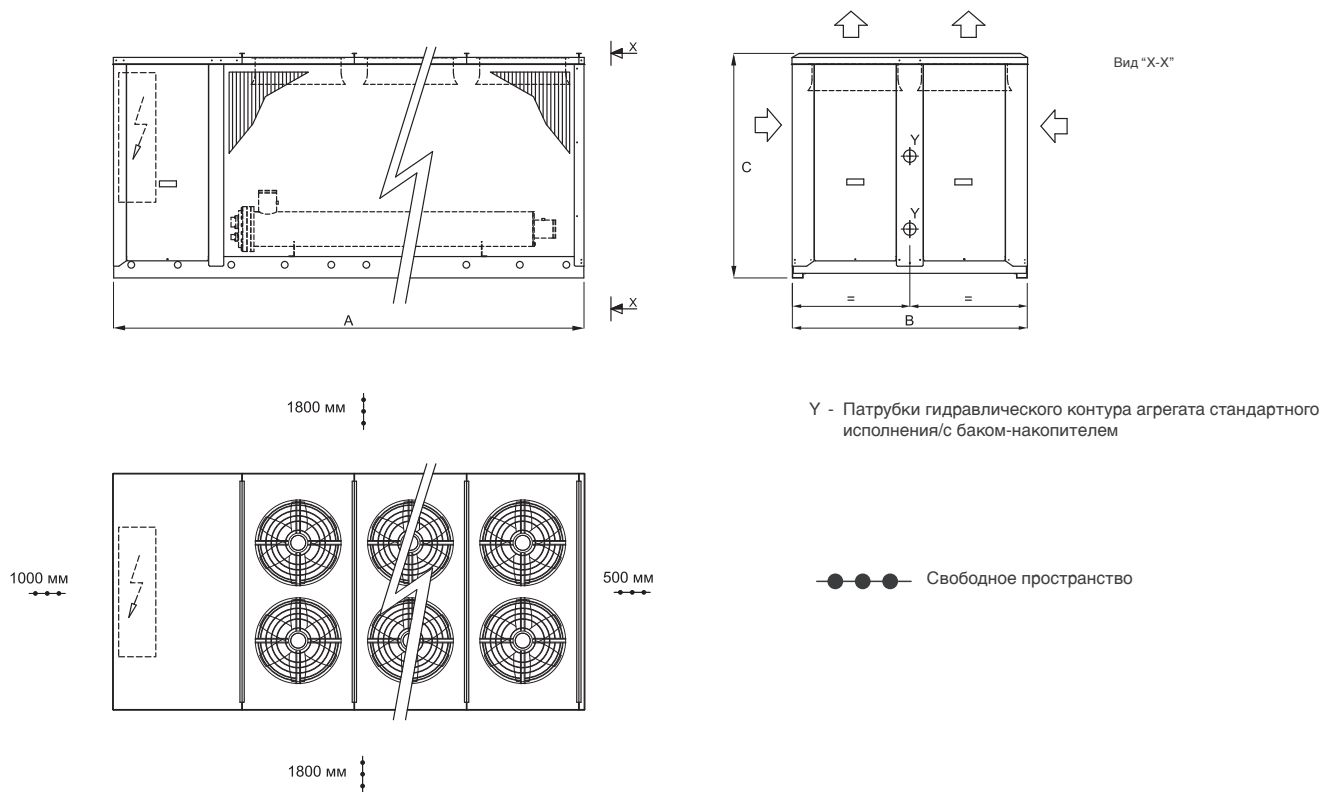 X
Вид "X-X"
C
Y
Y
X
A
=
=
B
1800 мм
Y - Патрубки гидравлического контура агрегата стандартного
исполнения/с баком-накопителем
1000 мм
500 мм
Свободное пространство
1800 мм